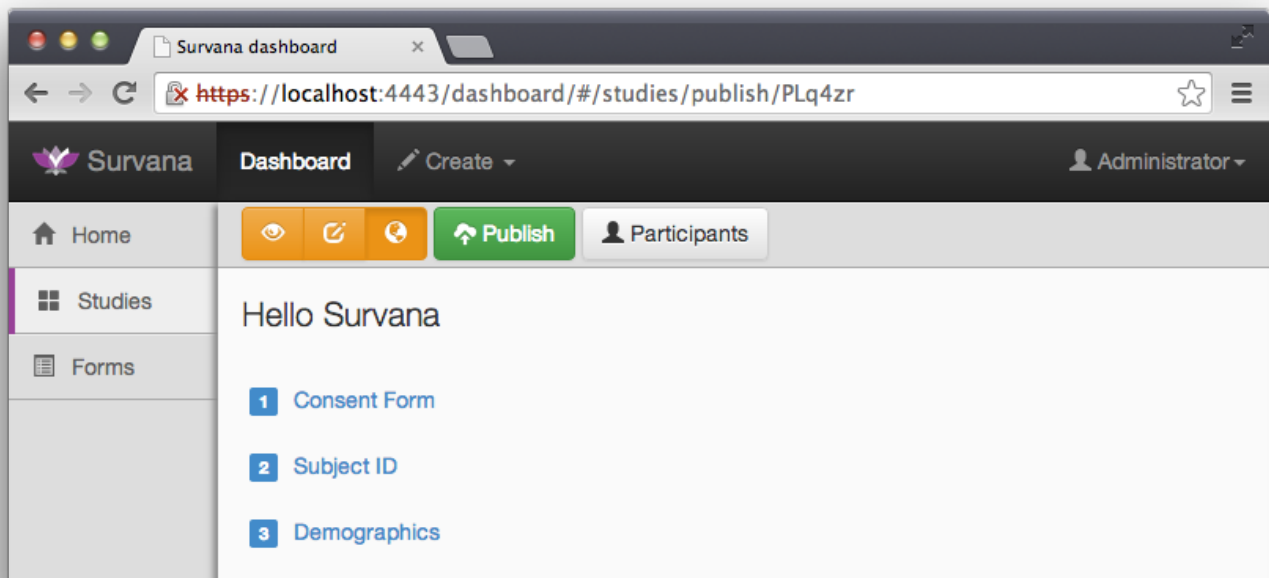 Survana dashboard
https://localhost:4443/dashboard/#/studies/publish/PLq4zr
Survana Dashboard Create Administrator
Home Publish Participants
Studies
Hello Survana
Forms
1 Consent Form
2 Subject ID
3 Demographics